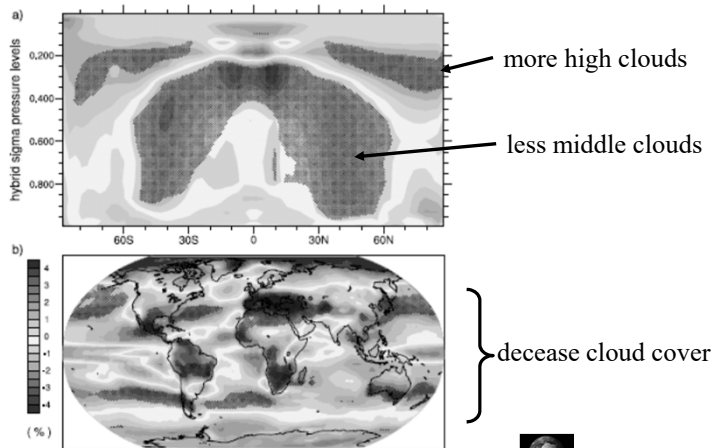 a)
hybrid sigma pressure levels
0,200
0,400
0,600
0,800
60S 30S 0 30N 60N
more high clouds
less middle clouds
b)
4
3
2
1
0
-1
-2
-3
-4
(%)
decease cloud cover